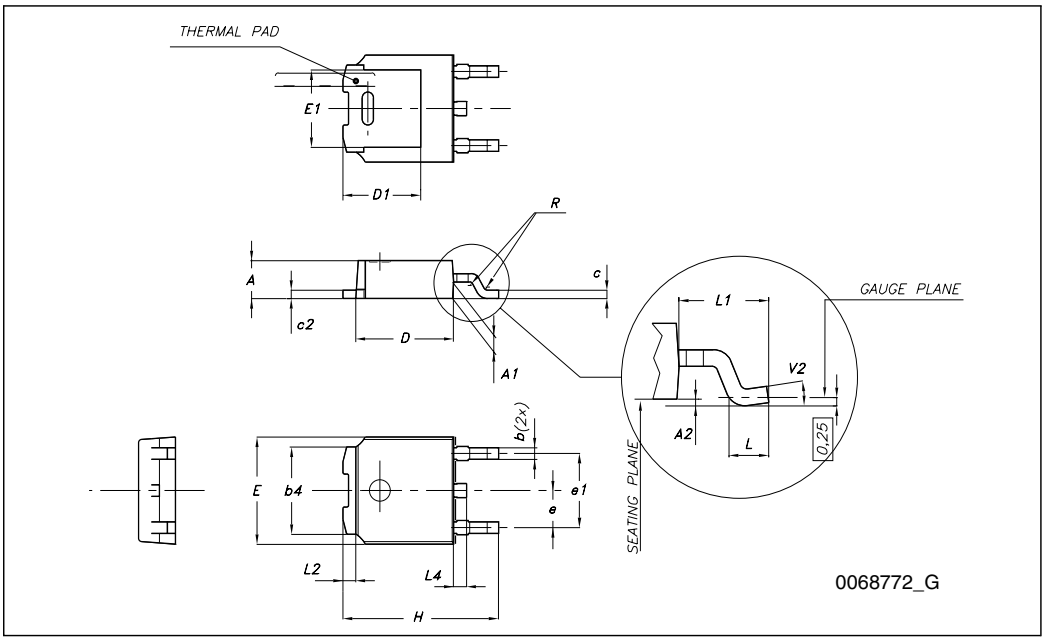 THERMAL PAD
E1
D1
R
A
c
c2
D
A1
GAUGE PLANE
L1
V2
A2
L
0,25
SEATING PLANE
b(2x)
E
b4
e1
e
L2
L4
H
0068772_G